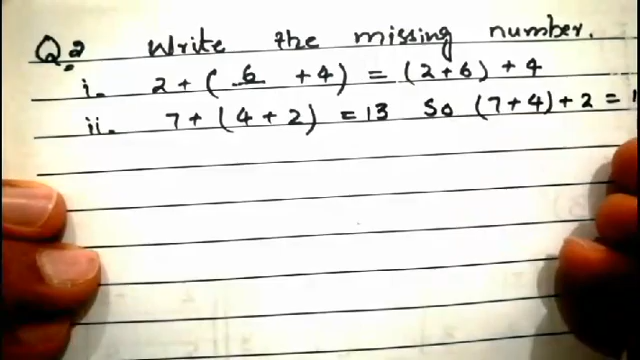 Q.2 Write the missing number.
i. 2 + ( 6 + 4 ) = ( 2 + 6 ) + 4
ii. 7 + ( 4 + 2 ) = 13 So ( 7 + 4 ) + 2 = 1